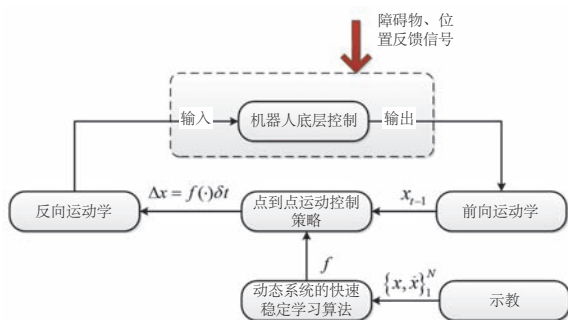 障碍物、位
置反馈信号
输入
机器人底层控制
输出
反向运动学
Δx = f(·)δt
点到点运动控制
策略
x_{t-1}
前向运动学
f
动态系统的快速
稳定学习算法
{x, ẋ}_1^N
示教